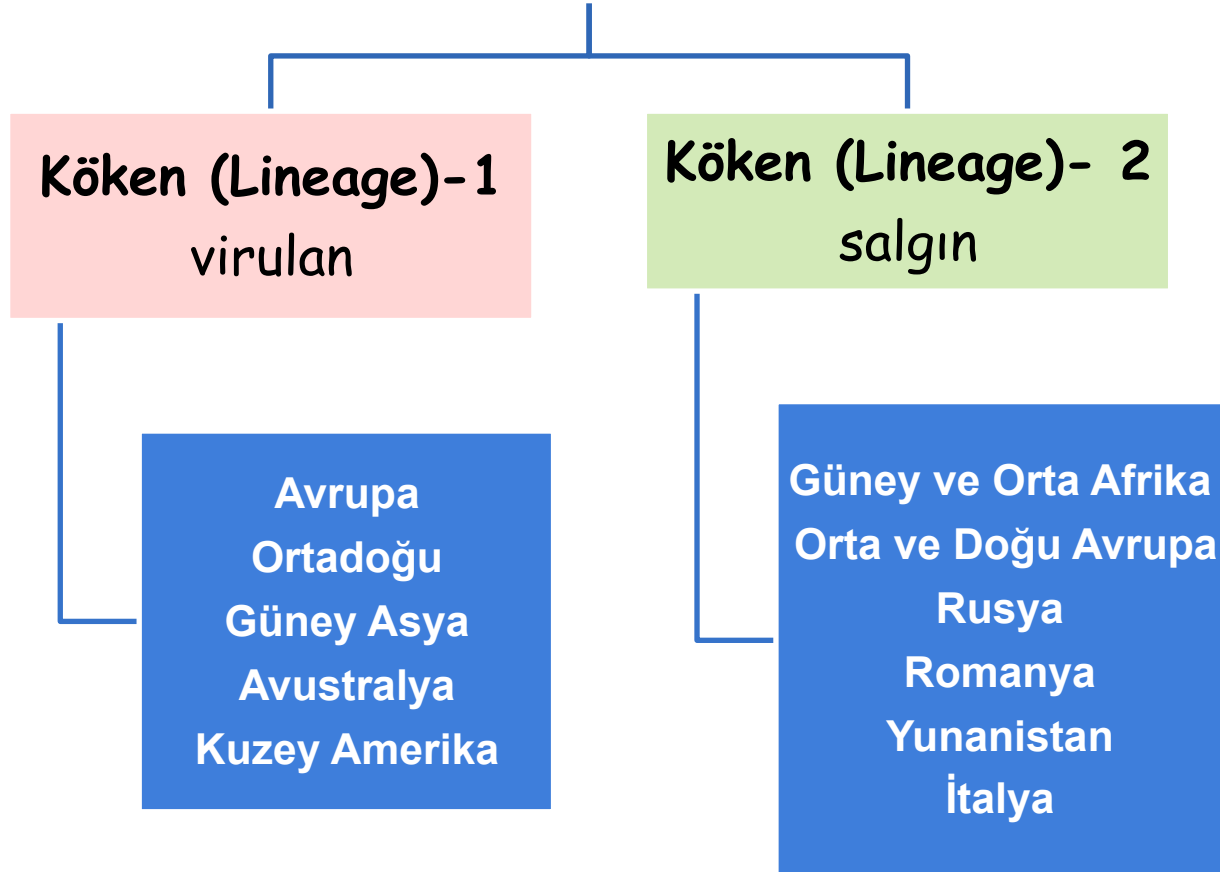 Köken (Lineage)-1
virulan
Köken (Lineage)- 2
salgın
Avrupa
Ortadoğu
Güney Asya
Avustralya
Kuzey Amerika
Güney ve Orta Afrika
Orta ve Doğu Avrupa
Rusya
Romanya
Yunanistan
İtalya